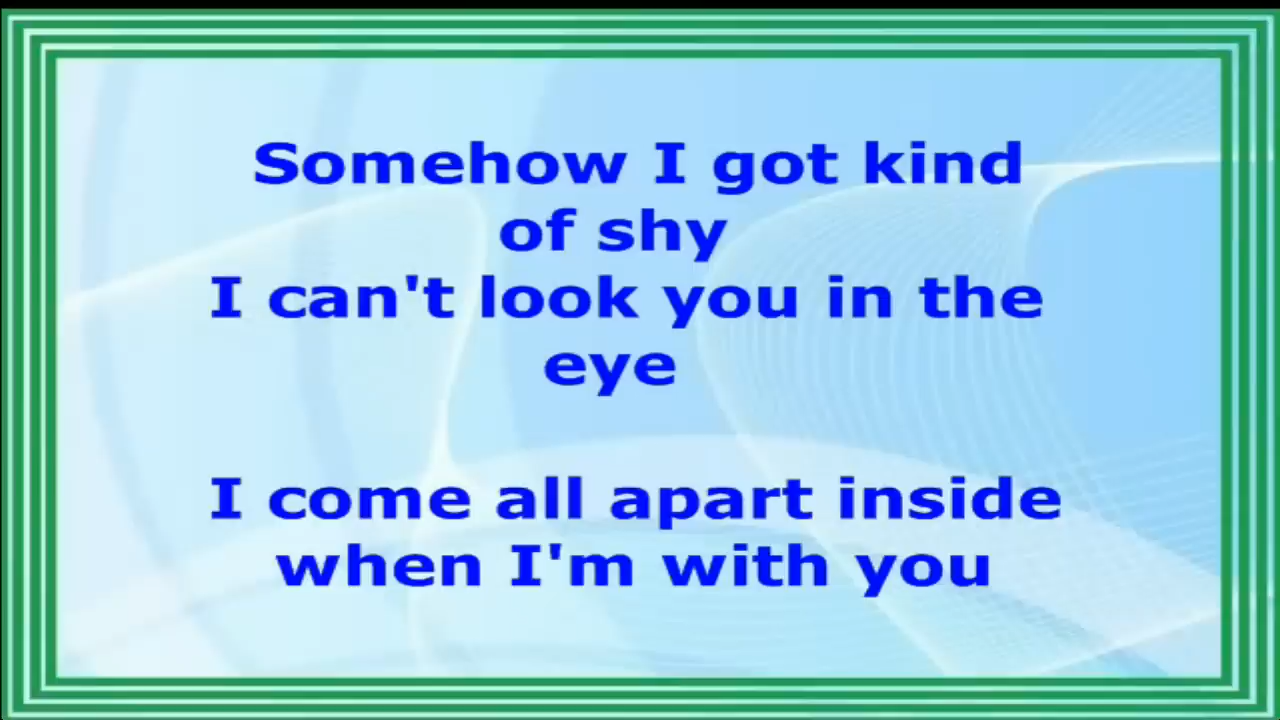 Somehow I got kind
of shy
I can't look you in the
eye
I come all apart inside
when I'm with you